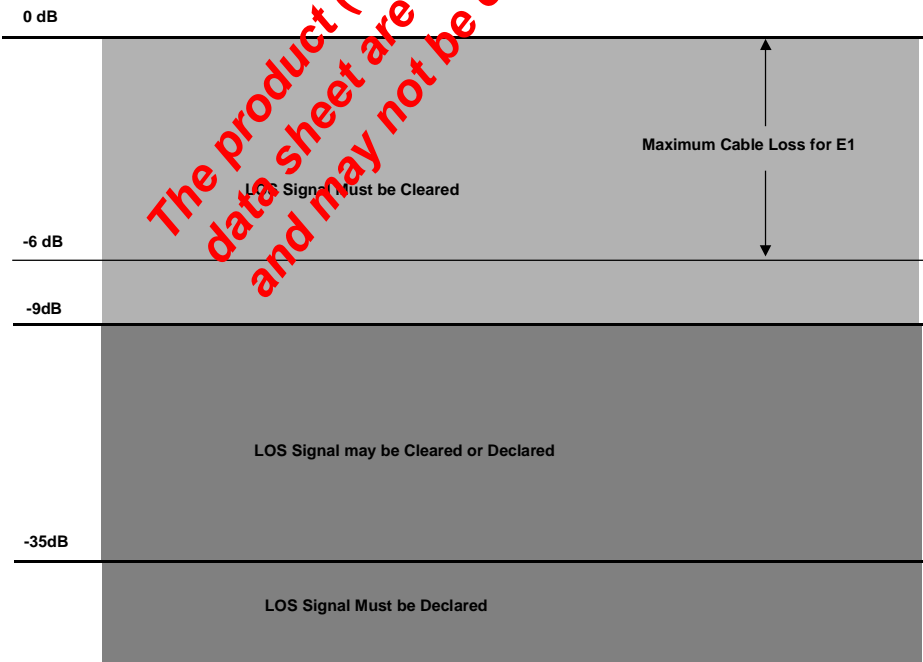 0 dB
Maximum Cable Loss for E1
LOS Signal Must be Cleared
-6 dB
-9dB
LOS Signal may be Cleared or Declared
-35dB
LOS Signal Must be Declared
The product (
data sheet are
and may not be